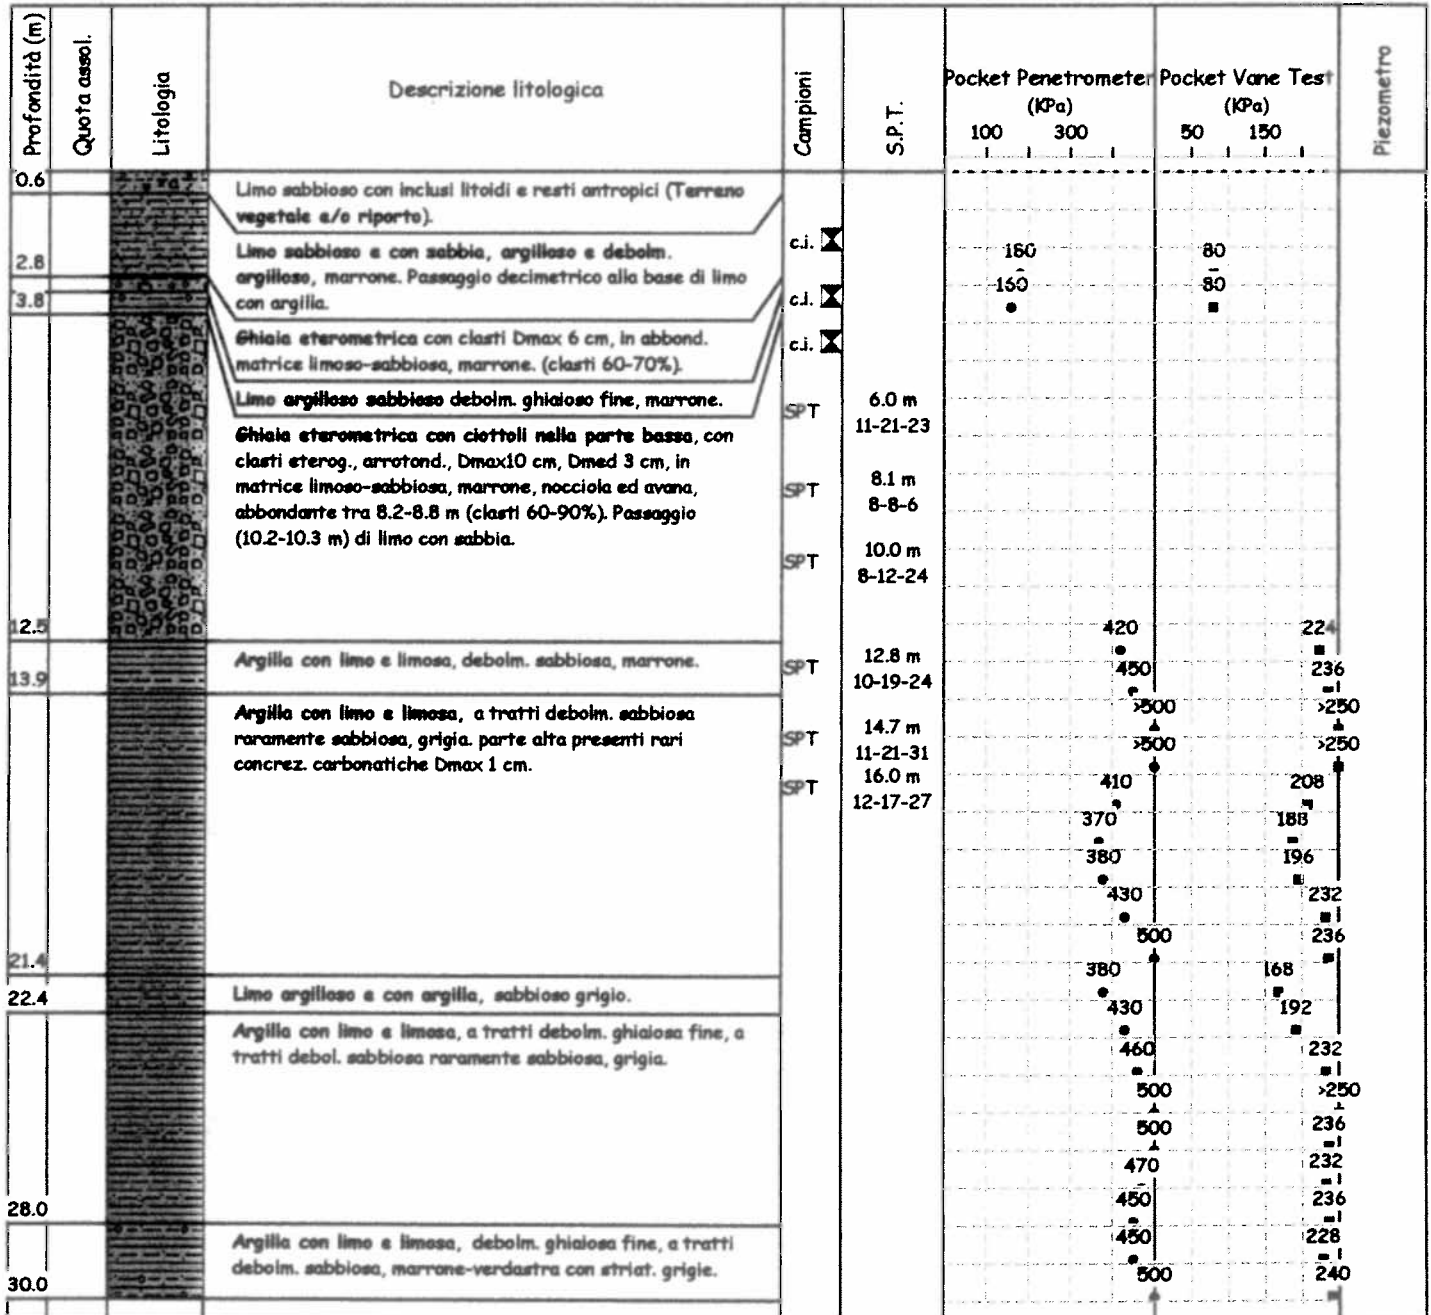 Profondità (m)
Quota assol.
Litologia
Descrizione litologica
Campioni
S.P.T.
Pocket Penetrometer
(KPa)
100 300
Pocket Vane Test
(KPa)
50 150
Piezometro
0.6
2.8
3.8
12.5
13.9
21.4
22.4
28.0
30.0
Limo sabbioso con inclusi litoidi e resti antropici (Terreno
vegetale e/o riporto).
Limo sabbioso e con sabbia, argilloso e debolm.
argilloso, marrone. Passaggio decimetrico alla base di limo
con argilla.
Ghiaia eterometrica con clasti Dmax 6 cm, in abbond.
matrice limoso-sabbiosa, marrone. (clasti 60-70%).
Limo argilloso sabbioso debolm. ghiaioso fine, marrone.
Ghiaia eterometrica con ciottoli nella parte bassa, con
clasti eterog., arrotond., Dmax10 cm, Dmed 3 cm, in
matrice limoso-sabbiosa, marrone, nocciola ed avana,
abbondante tra 8.2-8.8 m (clasti 60-90%). Passaggio
(10.2-10.3 m) di limo con sabbia.
Argilla con limo e limosa, debolm. sabbiosa, marrone.
Argilla con limo e limosa, a tratti debolm. sabbiosa
raramente sabbiosa, grigia. parte alta presenti rari
concrez. carbonatiche Dmax 1 cm.
Limo argilloso e con argilla, sabbioso grigio.
Argilla con limo e limosa, a tratti debolm. ghiaiosa fine, a
tratti debol. sabbiosa raramente sabbiosa, grigia.
Argilla con limo e limosa, debolm. ghiaiosa fine, a tratti
debolm. sabbiosa, marrone-verdastra con striat. grigie.
c.i.
c.i.
c.i.
SPT
SPT
SPT
SPT
SPT
SPT
6.0 m
11-21-23
8.1 m
8-8-6
10.0 m
8-12-24
12.8 m
10-19-24
14.7 m
11-21-31
16.0 m
12-17-27
180 80
160 80
420 224
450 236
>500 >250
>500 >250
410 208
370 188
380 196
430 232
500 236
380 168
430 192
460 232
500 >250
500 236
470 232
450 236
450 228
500 240